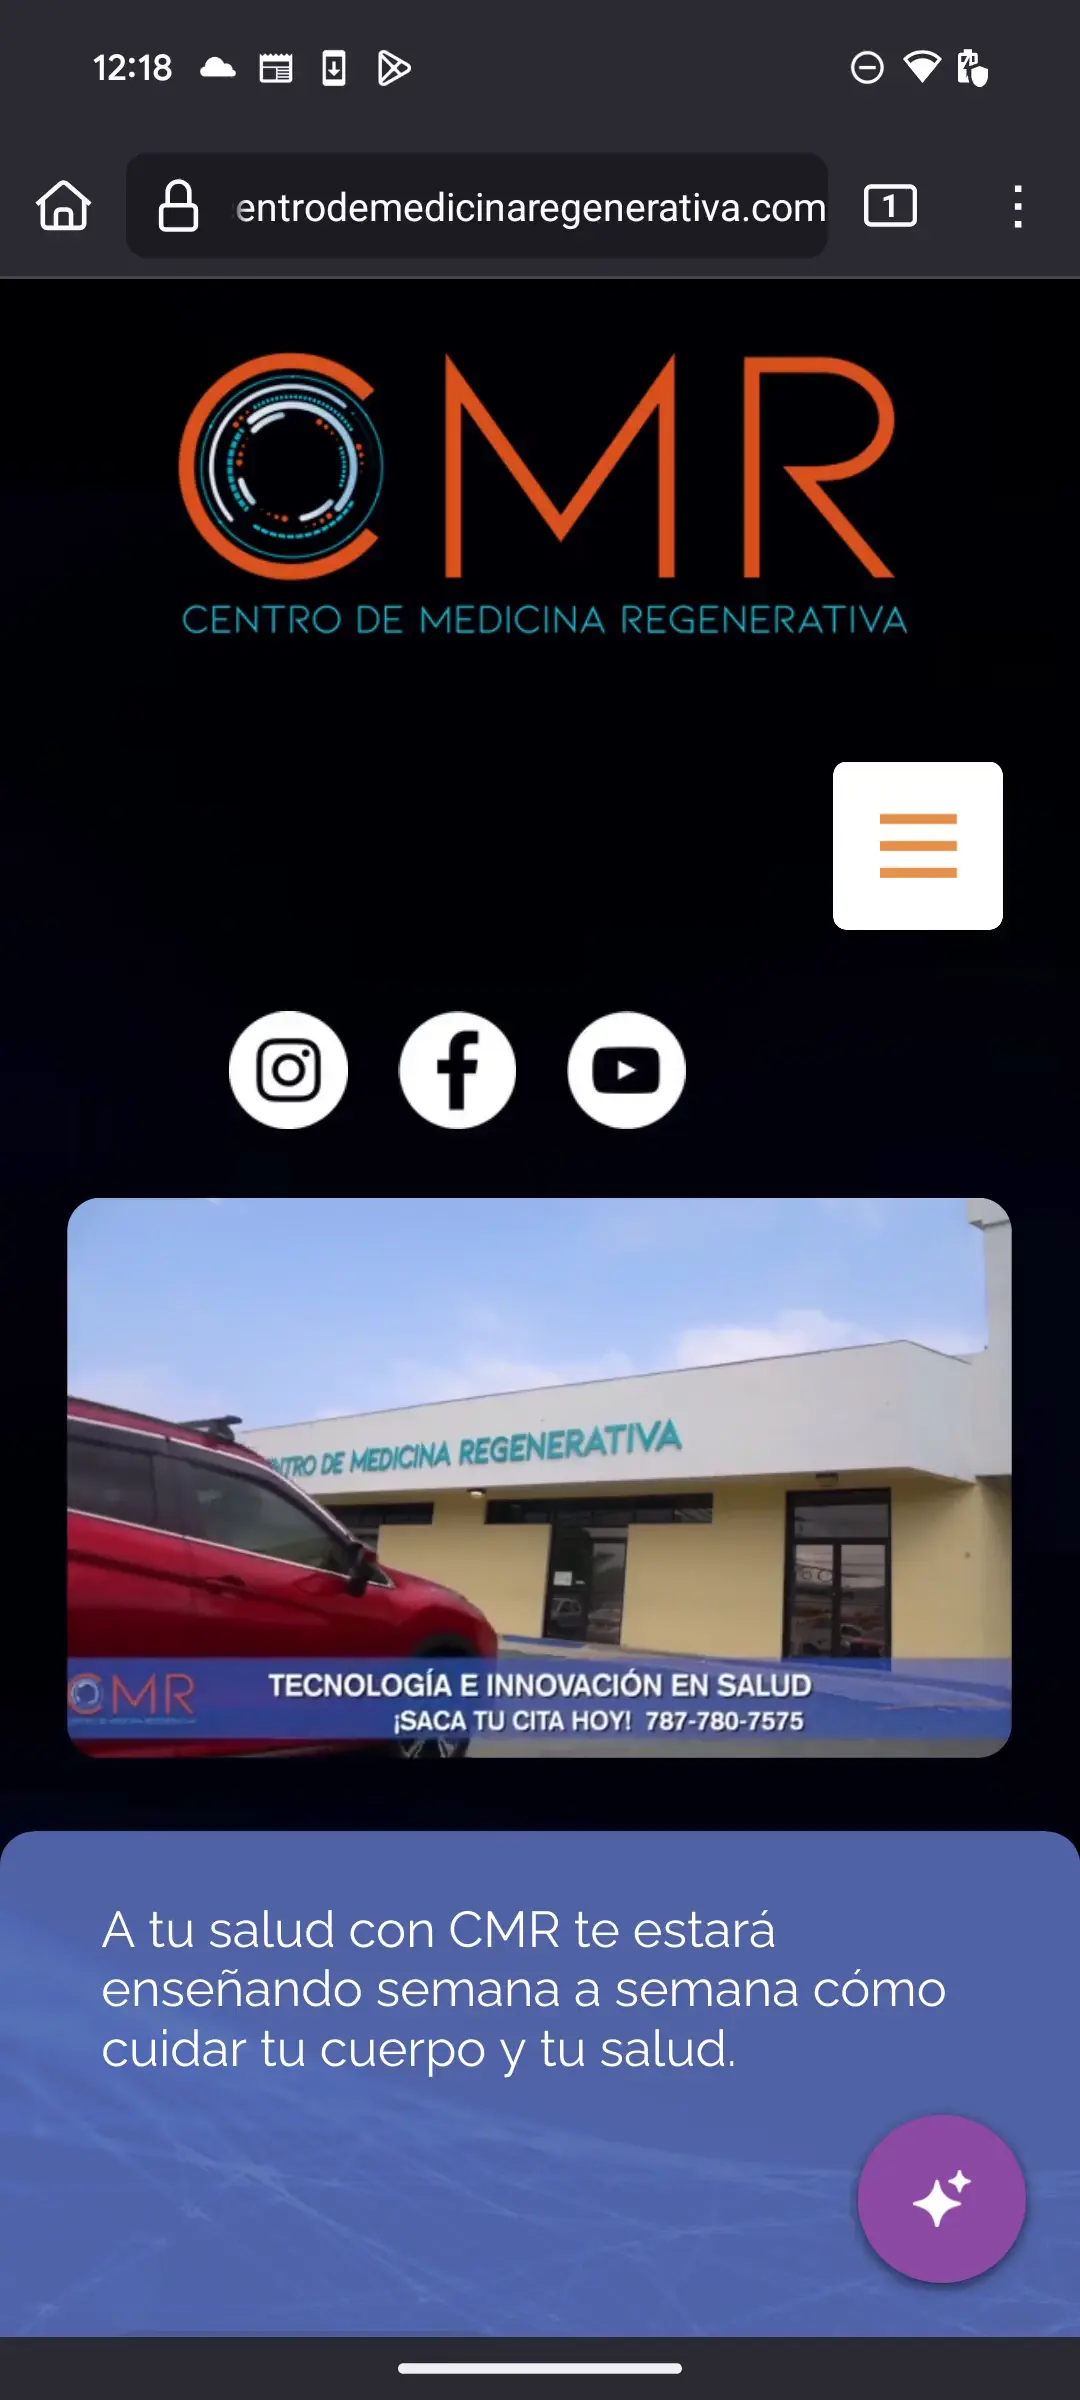 12:18
entrodemedicinaregenerativa.com
1
CMR
CENTRO DE MEDICINA REGENERATIVA
NTRO DE MEDICINA REGENERATIVA
CMR
TECNOLOGÍA E INNOVACIÓN EN SALUD
¡SACA TU CITA HOY! 787-780-7575
A tu salud con CMR te estará
enseñando semana a semana cómo
cuidar tu cuerpo y tu salud.